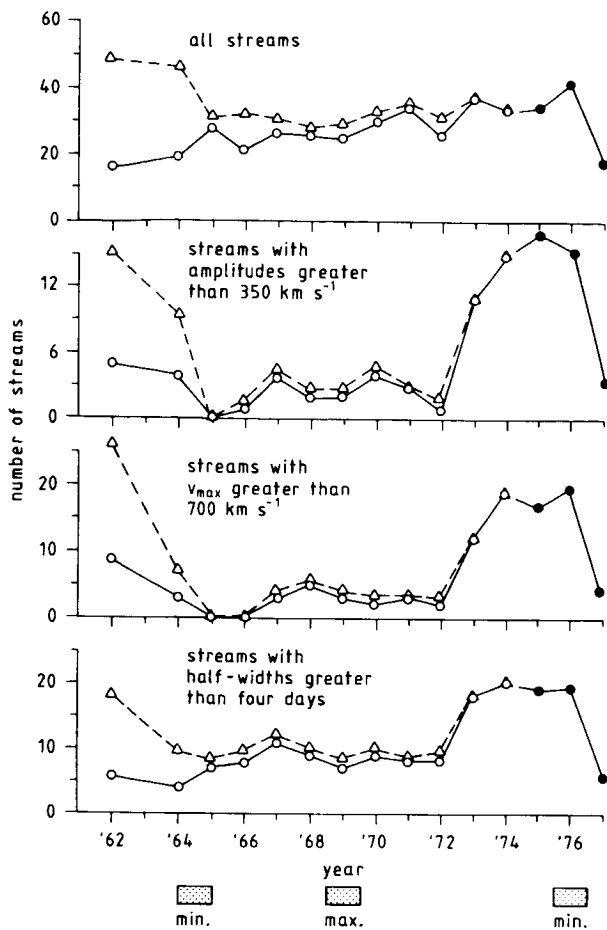 60
40
20
0
all streams
12
6
0
streams with
amplitudes greater
than 350 km s⁻¹
20
10
0
streams with
vmax greater than
700 km s⁻¹
20
10
0
streams with
half-widths greater
than four days
number of streams
'62 '64 '66 '68 '70 '72 '74 '76
year
min. max. min.